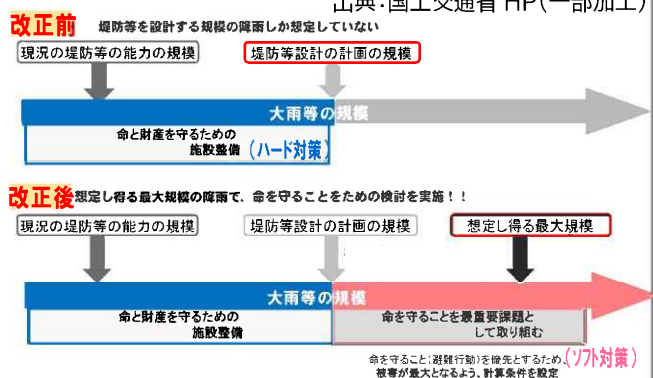 出典：国土交通省 HP（一部加工）
改正前 堤防等を設計する規模の降雨しか想定していない
現況の堤防等の能力の規模 堤防等設計の計画の規模
大雨等の規模
命と財産を守るための
施設整備（ハード対策）
改正後 想定し得る最大規模の降雨で、命を守ることをための検討を実施！！
現況の堤防等の能力の規模 堤防等設計の計画の規模 想定し得る最大規模
大雨等の規模
命と財産を守るための 命を守ることを最重要課題と
施設整備 して取り組む
命を守ること（避難行動）を優先とするため、（ソフト対策）
被害が最大となるよう、計算条件を設定